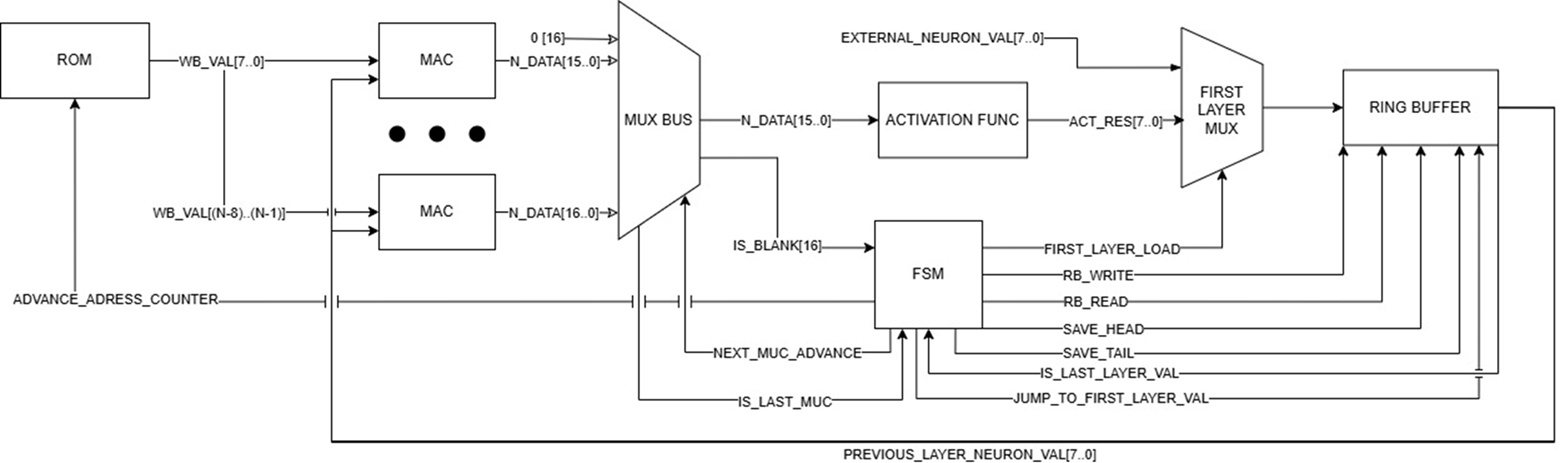 0 [16]
EXTERNAL_NEURON_VAL[7..0]
ROM
WB_VAL[7..0]
MAC
N_DATA[15..0]
MUX BUS
N_DATA[15..0]
ACTIVATION FUNC
ACT_RES[7..0]
FIRST
LAYER
MUX
RING BUFFER
WB_VAL[(N-8)..(N-1)]
MAC
N_DATA[16..0]
IS_BLANK[16]
FSM
FIRST_LAYER_LOAD
RB_WRITE
ADVANCE_ADRESS_COUNTER
RB_READ
SAVE_HEAD
NEXT_MUC_ADVANCE
SAVE_TAIL
IS_LAST_LAYER_VAL
IS_LAST_MUC
JUMP_TO_FIRST_LAYER_VAL
PREVIOUS_LAYER_NEURON_VAL[7..0]